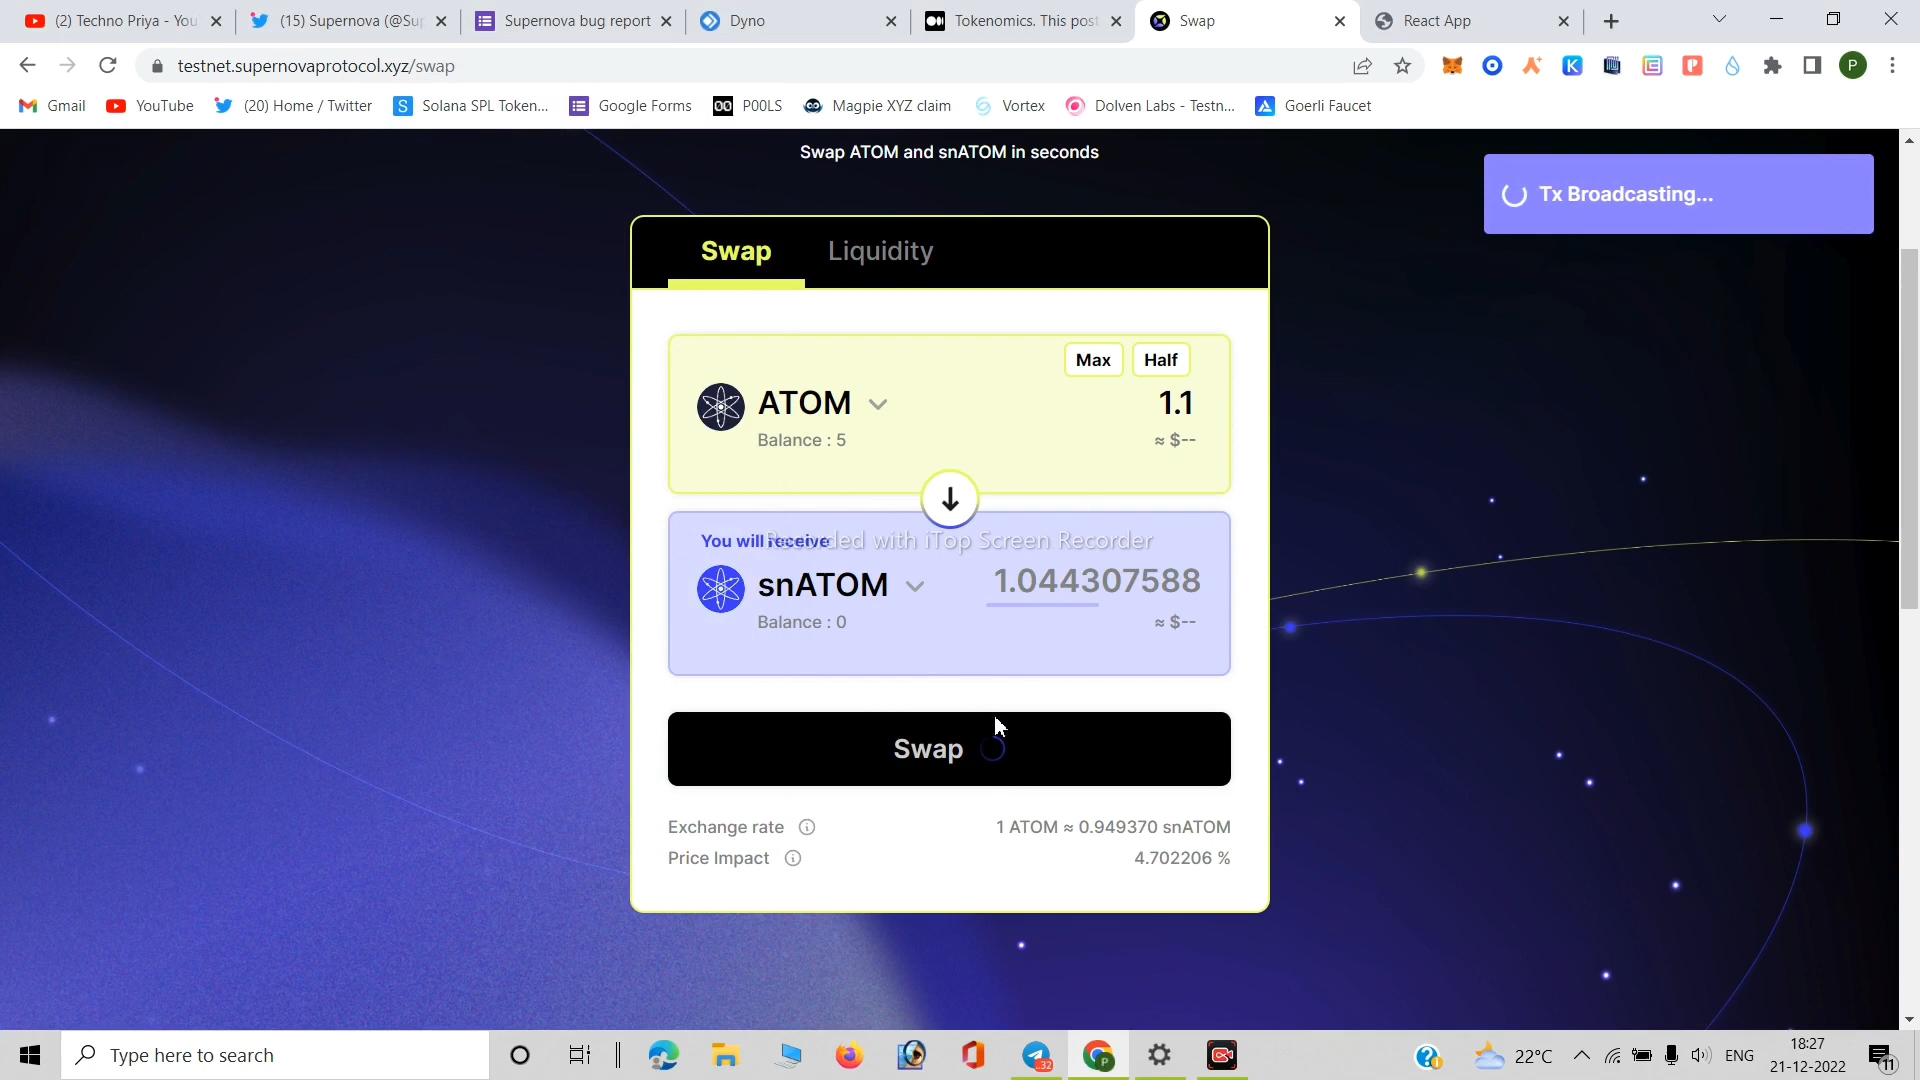 (2) Techno Priya - You
(15) Supernova (@Sup
Supernova bug report
Dyno
Tokenomics. This post
Swap
React App
testnet.supernovaprotocol.xyz/swap
Gmail
YouTube
(20) Home / Twitter
Solana SPL Token...
Google Forms
P00LS
Magpie XYZ claim
Vortex
Dolven Labs - Testn...
Goerli Faucet
Swap ATOM and snATOM in seconds
Tx Broadcasting...
Swap
Liquidity
Max
Half
ATOM
1.1
Balance : 5
≈ $--
You will receive
Recorded with iTop Screen Recorder
snATOM
1.044307588
Balance : 0
≈ $--
Swap
Exchange rate
1 ATOM ≈ 0.949370 snATOM
Price Impact
4.702206 %
Type here to search
22°C
ENG
18:27
21-12-2022